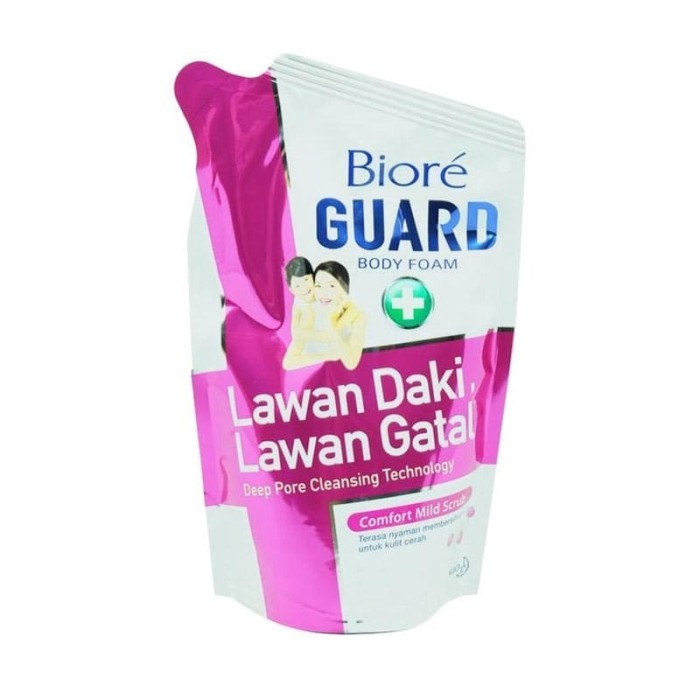 Bioré
GUARD
BODY FOAM
Lawan Daki,
Lawan Gatal
Deep Pore Cleansing Technology
Comfort Mild Scrub
Terasa nyaman
untuk kulit cerah